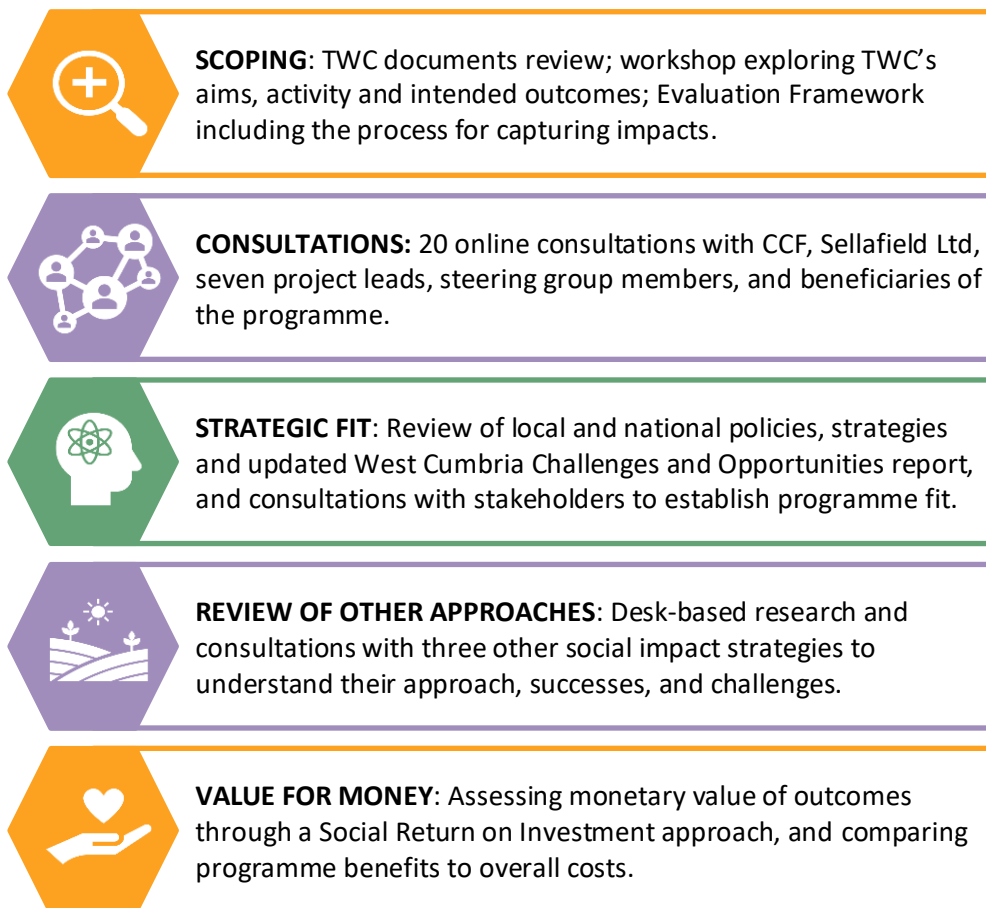 SCOPING: TWC documents review; workshop exploring TWC's
aims, activity and intended outcomes; Evaluation Framework
including the process for capturing impacts.
CONSULTATIONS: 20 online consultations with CCF, Sellafield Ltd,
seven project leads, steering group members, and beneficiaries of
the programme.
STRATEGIC FIT: Review of local and national policies, strategies
and updated West Cumbria Challenges and Opportunities report,
and consultations with stakeholders to establish programme fit.
REVIEW OF OTHER APPROACHES: Desk-based research and
consultations with three other social impact strategies to
understand their approach, successes, and challenges.
VALUE FOR MONEY: Assessing monetary value of outcomes
through a Social Return on Investment approach, and comparing
programme benefits to overall costs.